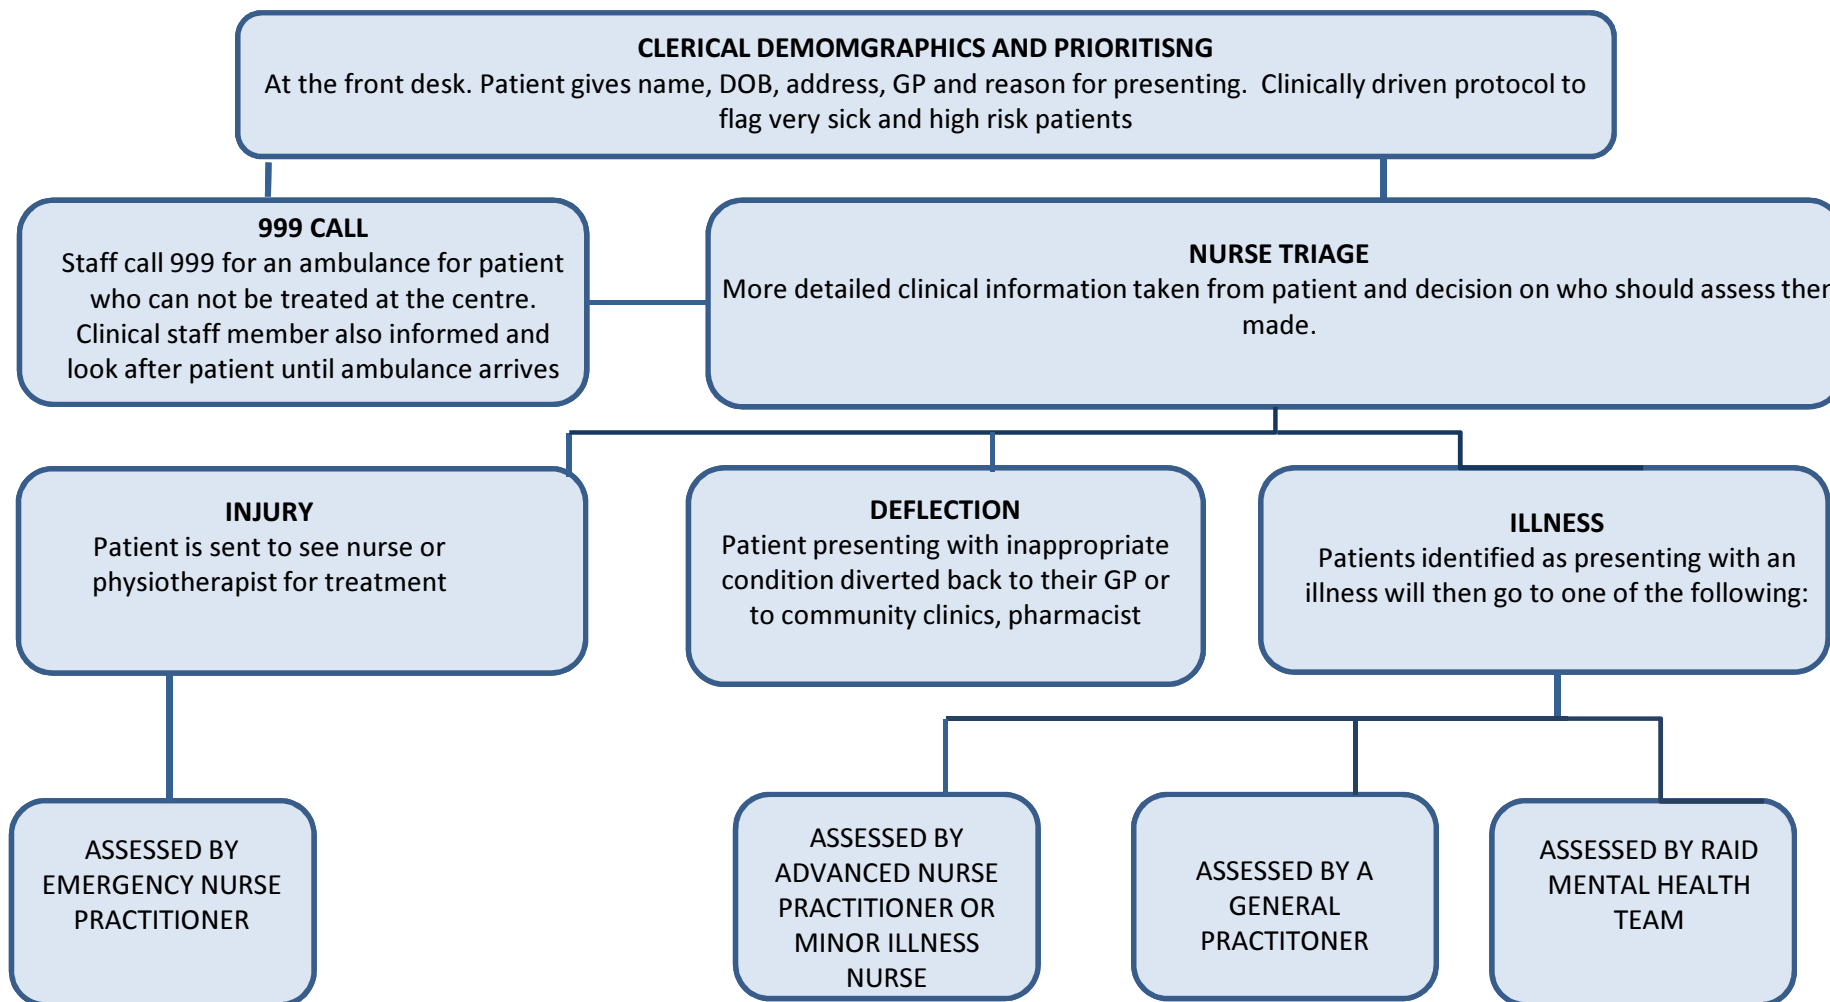 CLERICAL DEMOMGRAPHICS AND PRIORITISNG
At the front desk. Patient gives name, DOB, address, GP and reason for presenting.  Clinically driven protocol to
flag very sick and high risk patients
999 CALL
Staff call 999 for an ambulance for patient
who can not be treated at the centre.
Clinical staff member also informed and
look after patient until ambulance arrives
NURSE TRIAGE
More detailed clinical information taken from patient and decision on who should assess
made.
INJURY
Patient is sent to see nurse or
physiotherapist for treatment
DEFLECTION
Patient presenting with inappropriate
condition diverted back to their GP or
to community clinics, pharmacist
ILLNESS
Patients identified as presenting with an
illness will then go to one of the following:
ASSESSED BY
EMERGENCY NURSE
PRACTITIONER
ASSESSED BY
ADVANCED NURSE
PRACTITIONER OR
MINOR ILLNESS
NURSE
ASSESSED BY A
GENERAL
PRACTITONER
ASSESSED BY RAID
MENTAL HEALTH
TEAM